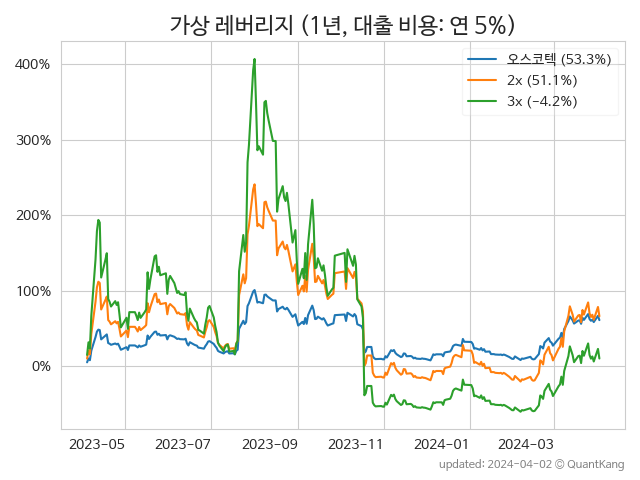 가상 레버리지 (1년, 대출 비용: 연 5%)
오스코텍 (53.3%)
2x (51.1%)
3x (−4.2%)
400%
300%
200%
100%
0%
2023−05 2023−07 2023−09 2023−11 2024−01 2024−03
updated: 2024-04-02 © QuantKang